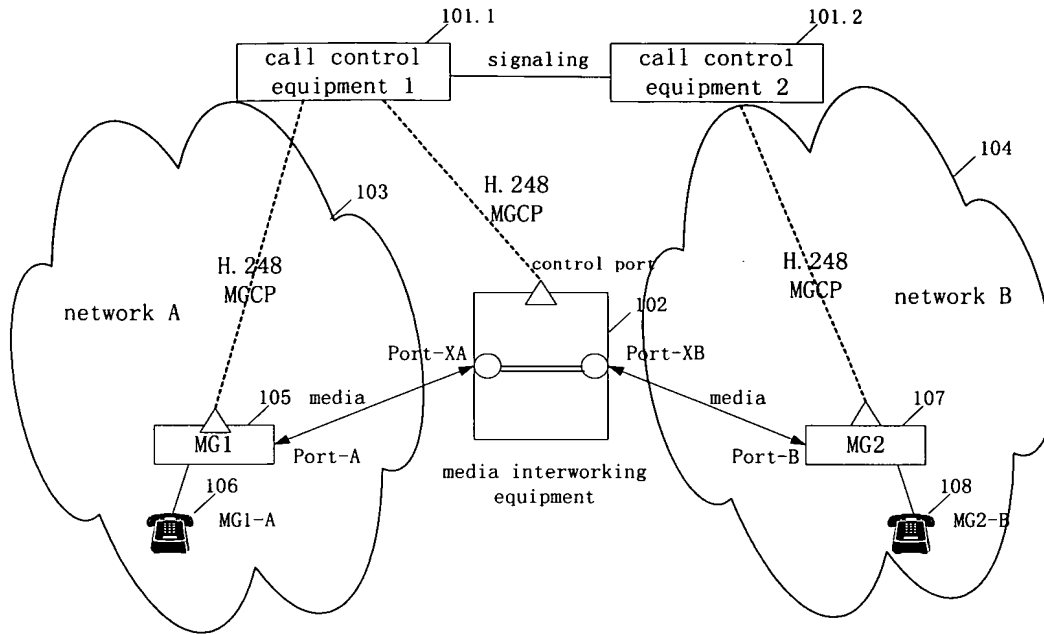 101.1
101.2
call control
equipment 1
signaling
call control
equipment 2
104
103
H.248
MGCP
H.248
MGCP
H.248
MGCP
control port
network A
network B
102
Port-XA
Port-XB
media
media
105
107
MG1
MG2
Port-A
Port-B
media interworking
equipment
106
108
MG1-A
MG2-B